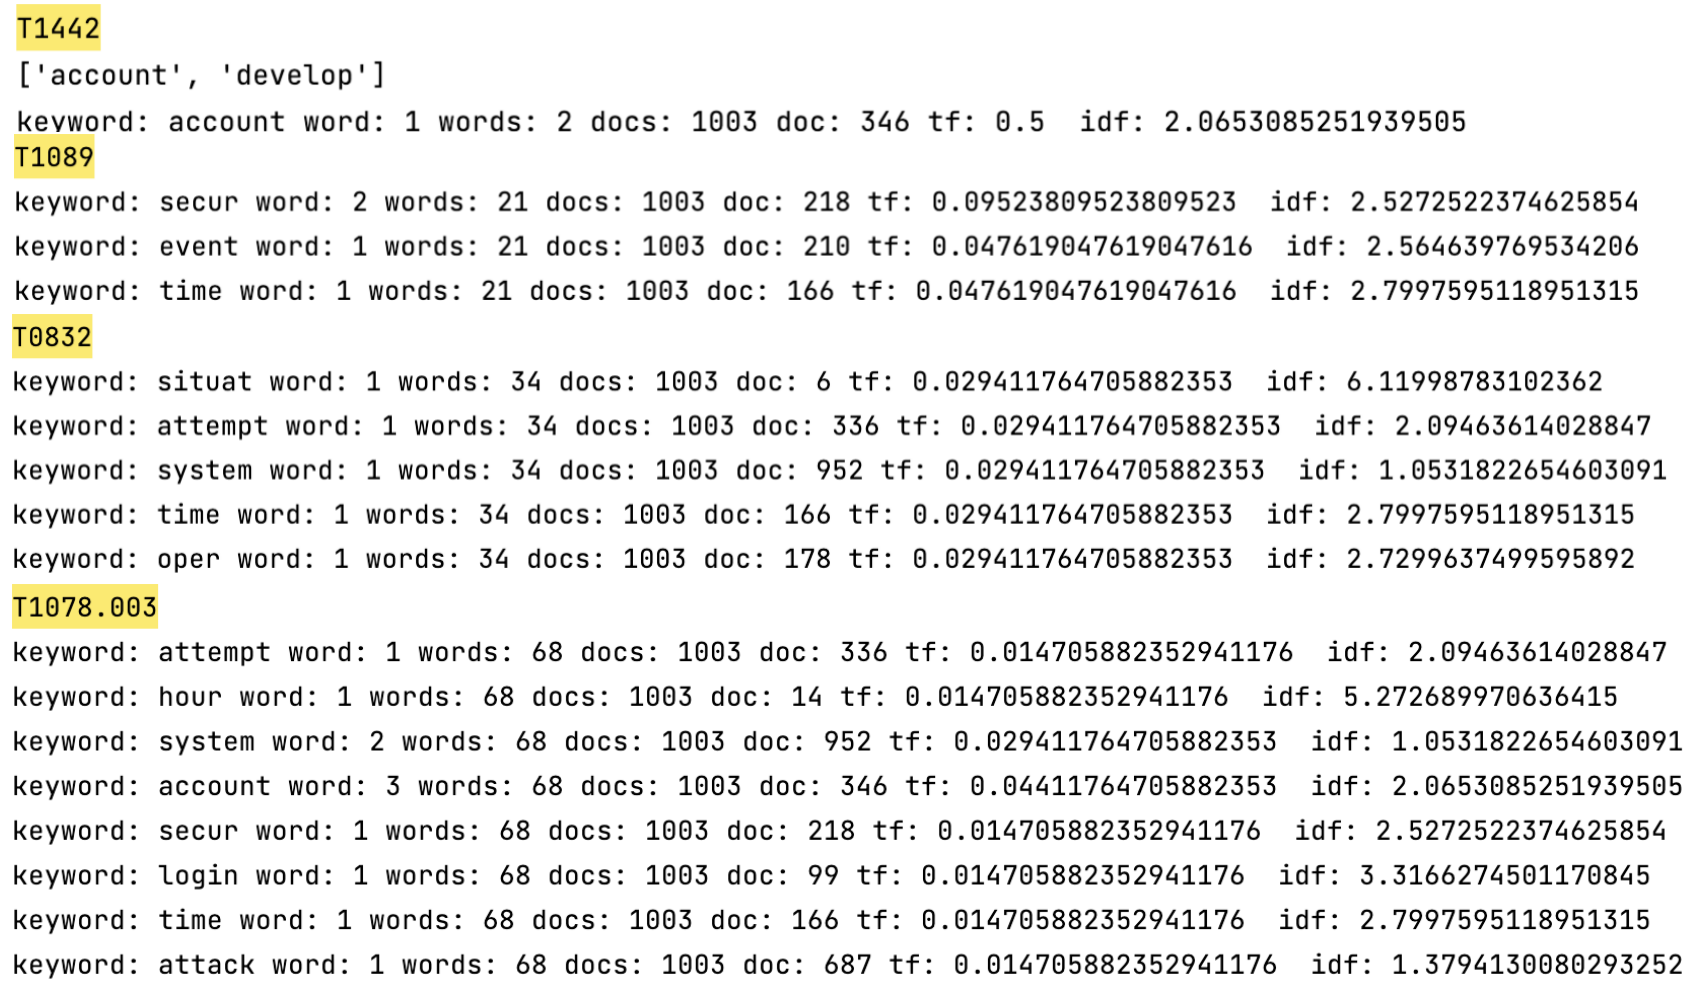 T1442
['account', 'develop']
keyword: account word: 1 words: 2 docs: 1003 doc: 346 tf: 0.5  idf: 2.0653085251939505
T1089
keyword: secur word: 2 words: 21 docs: 1003 doc: 218 tf: 0.09523809523809523  idf: 2.5272522374625854
keyword: event word: 1 words: 21 docs: 1003 doc: 210 tf: 0.047619047619047616  idf: 2.564639769534206
keyword: time word: 1 words: 21 docs: 1003 doc: 166 tf: 0.047619047619047616  idf: 2.7997595118951315
T0832
keyword: situat word: 1 words: 34 docs: 1003 doc: 6 tf: 0.029411764705882353  idf: 6.11998783102362
keyword: attempt word: 1 words: 34 docs: 1003 doc: 336 tf: 0.029411764705882353  idf: 2.09463614028847
keyword: system word: 1 words: 34 docs: 1003 doc: 952 tf: 0.029411764705882353  idf: 1.0531822654603091
keyword: time word: 1 words: 34 docs: 1003 doc: 166 tf: 0.029411764705882353  idf: 2.7997595118951315
keyword: oper word: 1 words: 34 docs: 1003 doc: 178 tf: 0.029411764705882353  idf: 2.7299637499595892
T1078.003
keyword: attempt word: 1 words: 68 docs: 1003 doc: 336 tf: 0.014705882352941176  idf: 2.09463614028847
keyword: hour word: 1 words: 68 docs: 1003 doc: 14 tf: 0.014705882352941176  idf: 5.272689970636415
keyword: system word: 2 words: 68 docs: 1003 doc: 952 tf: 0.029411764705882353  idf: 1.0531822654603091
keyword: account word: 3 words: 68 docs: 1003 doc: 346 tf: 0.04411764705882353  idf: 2.0653085251939505
keyword: secur word: 1 words: 68 docs: 1003 doc: 218 tf: 0.014705882352941176  idf: 2.5272522374625854
keyword: login word: 1 words: 68 docs: 1003 doc: 99 tf: 0.014705882352941176  idf: 3.3166274501170845
keyword: time word: 1 words: 68 docs: 1003 doc: 166 tf: 0.014705882352941176  idf: 2.7997595118951315
keyword: attack word: 1 words: 68 docs: 1003 doc: 687 tf: 0.014705882352941176  idf: 1.3794130080293252